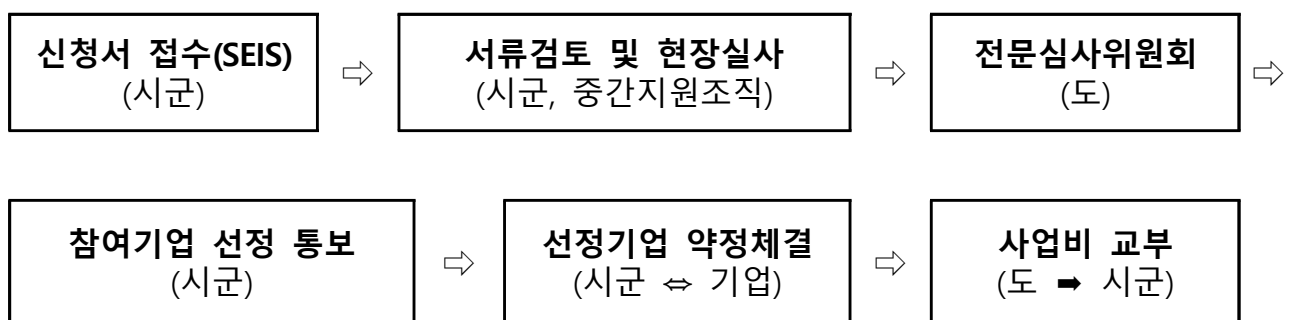 신청서 접수(SEIS)
(시군)
⇨
서류검토 및 현장실사
(시군, 중간지원조직)
⇨
전문심사위원회
(도)
⇨
참여기업 선정 통보
(시군)
⇨
선정기업 약정체결
(시군 ⇔ 기업)
⇨
사업비 교부
(도 ➡ 시군)